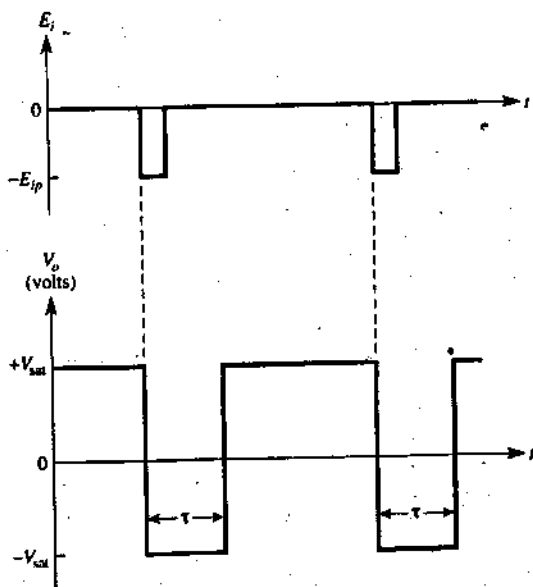 E_i
0
t
−E_ip
V_o
(volts)
+V_sat
0
t
τ
τ
−V_sat